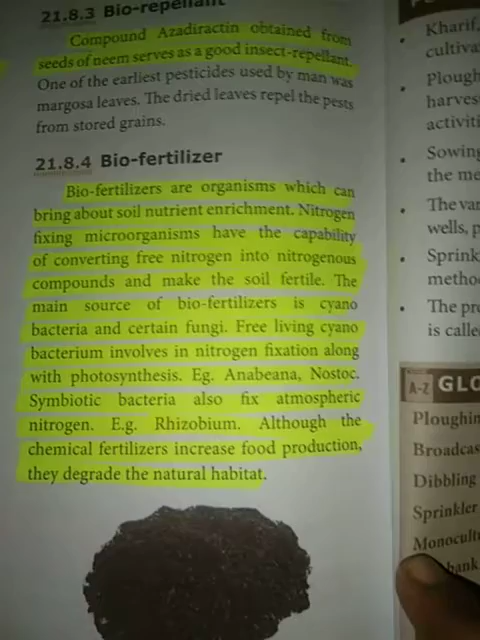 21.8.3 Bio-repellant
Compound Azadiractin obtained from
seeds of neem serves as a good insect-repellant.
One of the earliest pesticides used by man was
margosa leaves. The dried leaves repel the pests
from stored grains.
21.8.4 Bio-fertilizer
Bio-fertilizers are organisms which can
bring about soil nutrient enrichment. Nitrogen
fixing microorganisms have the capability
of converting free nitrogen into nitrogenous
compounds and make the soil fertile. The
main source of bio-fertilizers is cyano
bacteria and certain fungi. Free living cyano
bacterium involves in nitrogen fixation along
with photosynthesis. Eg. Anabeana, Nostoc.
Symbiotic bacteria also fix atmospheric
nitrogen. E.g. Rhizobium. Although the
chemical fertilizers increase food production,
they degrade the natural habitat.
• Kharif,
cultiva
• Plough
harves
activiti
• Sowing
the me
• The var
wells, p
• Sprink
metho
• The pro
is calle
A-Z GLO
Ploughin
Broadcas
Dibbling
Sprinkler
Monocult
bank